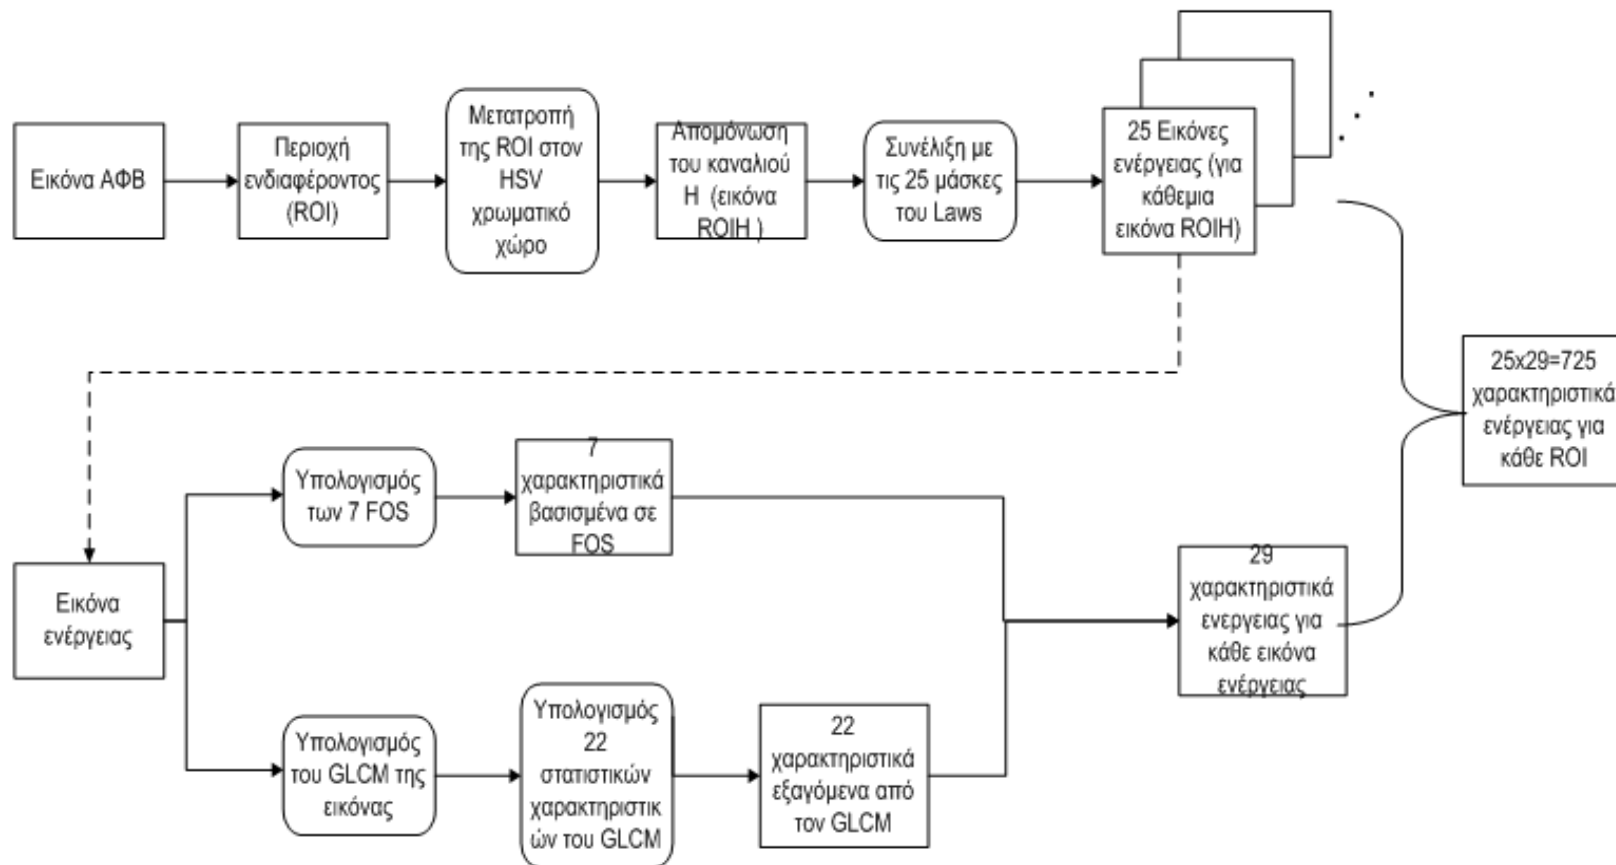 Εικόνα ΑΦΒ
Περιοχή
ενδιαφέροντος
(ROI)
Μετατροπή
της ROI στον
HSV
χρωματικό
χώρο
Απομόνωση
του καναλιού
Η (εικόνα
ROIH )
Συνέλιξη με
τις 25 μάσκες
του Laws
25 Εικόνες
ενέργειας (για
κάθεμια
εικόνα ROIH)
25x29=725
χαρακτηριστικά
ενέργειας για
κάθε ROI
Εικόνα
ενέργειας
Υπολογισμός
των 7 FOS
7
χαρακτηριστικά
βασισμένα σε
FOS
Υπολογισμός
του GLCM της
εικόνας
Υπολογισμός
22
στατιστικών
χαρακτηριστικ
ών του GLCM
22
χαρακτηριστικά
εξαγόμενα από
τον GLCM
29
χαρακτηριστικά
ενεργειας για
κάθε εικόνα
ενέργειας